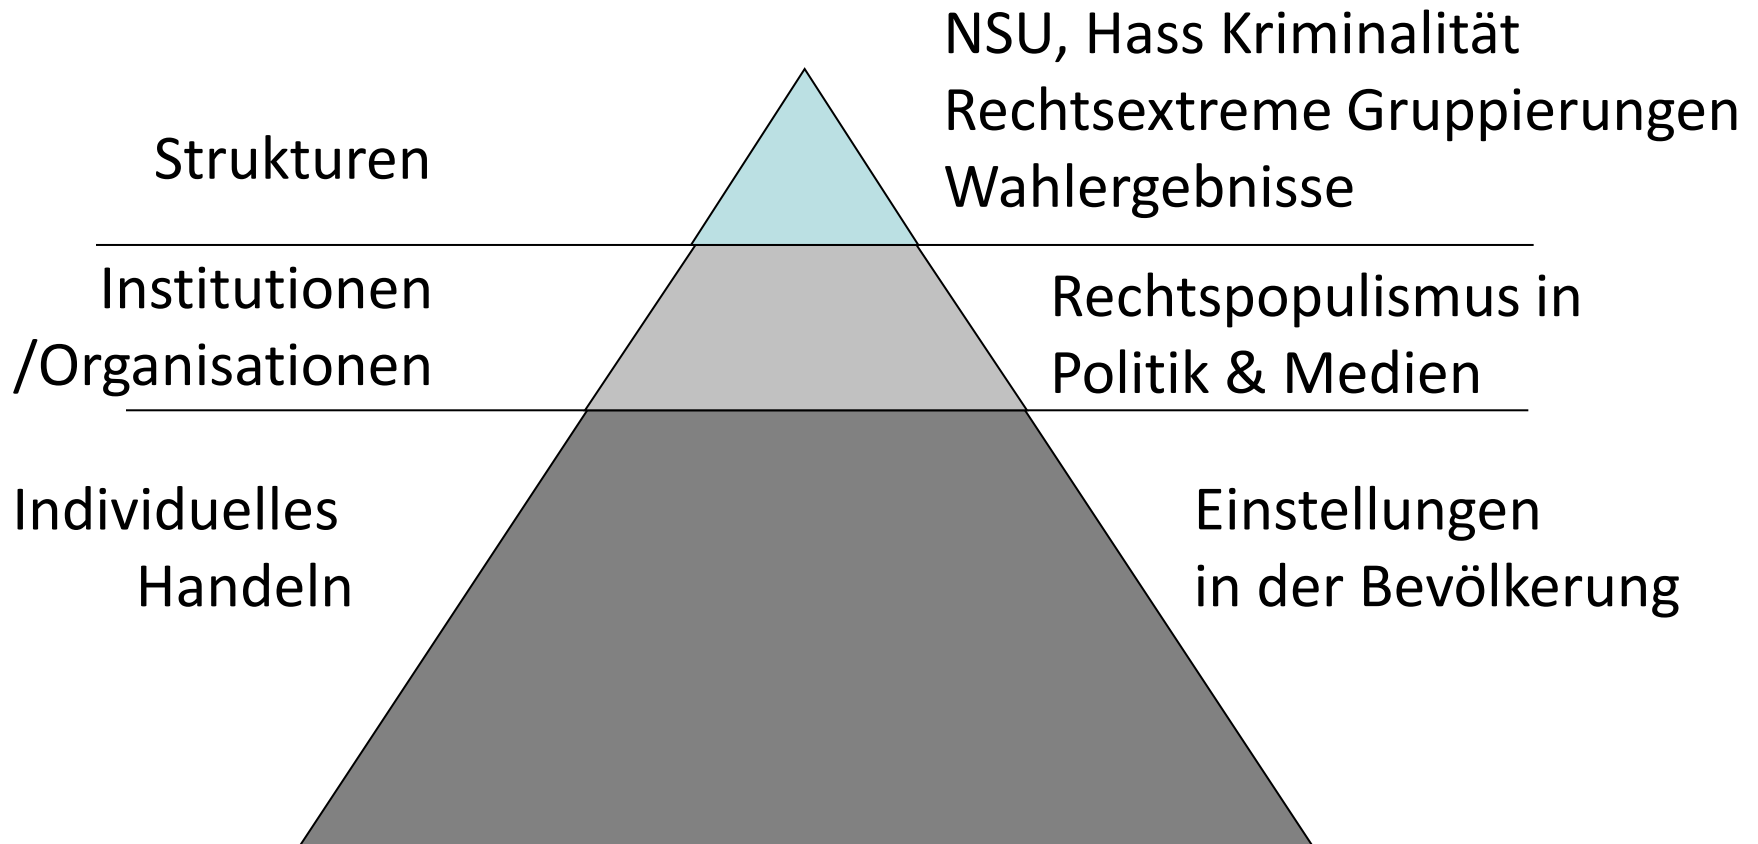 NSU, Hass Kriminalität
Rechtsextreme Gruppierungen
Wahlergebnisse
Strukturen
Institutionen
/Organisationen
Rechtspopulismus in
Politik & Medien
Individuelles
Handeln
Einstellungen
in der Bevölkerung